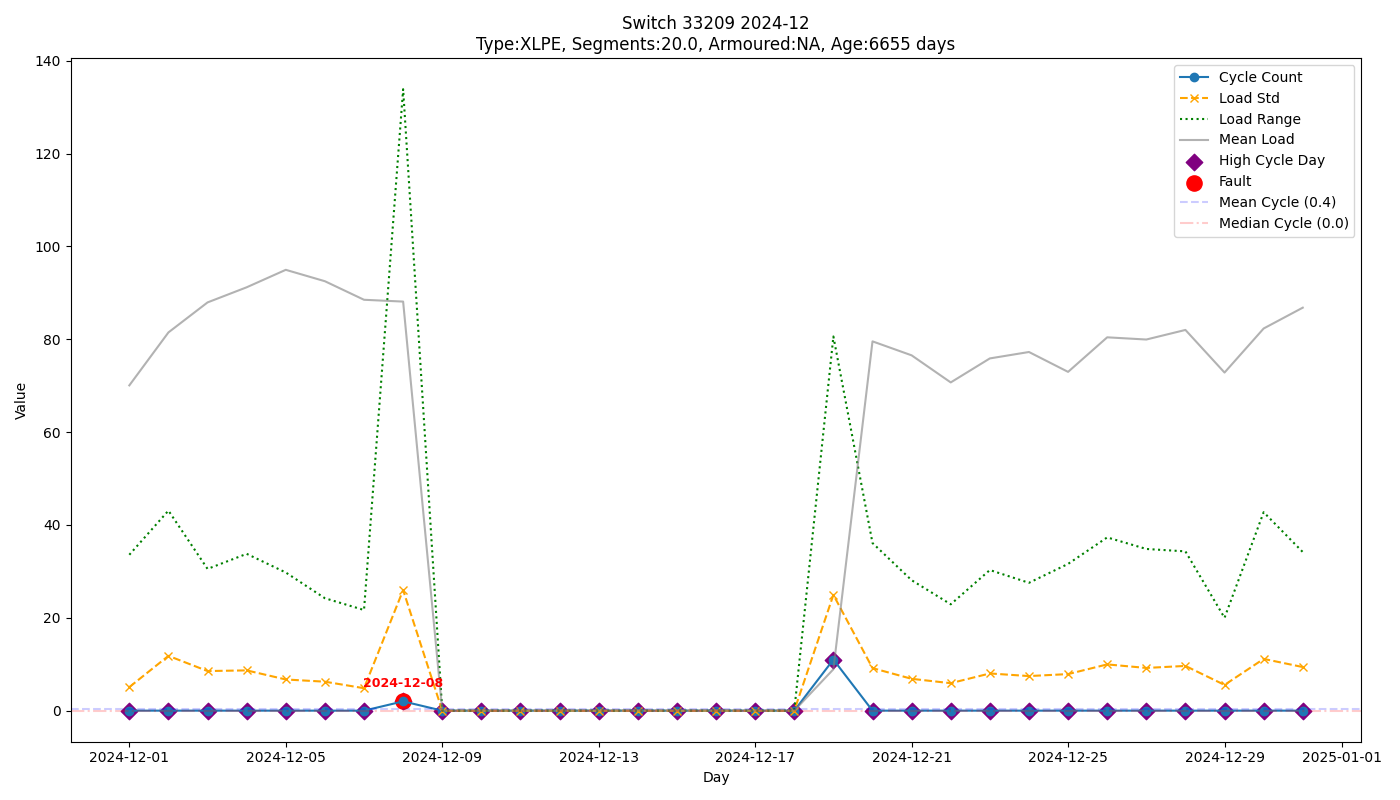 Switch 33209 2024-12
Type:XLPE, Segments:20.0, Armoured:NA, Age:6655 days
140
120
100
80
60
40
20
0
Value
Cycle Count
Load Std
Load Range
Mean Load
High Cycle Day
Fault
Mean Cycle (0.4)
Median Cycle (0.0)
2024-12-08
2024-12-01 2024-12-05 2024-12-09 2024-12-13 2024-12-17 2024-12-21 2024-12-25 2024-12-29 2025-01-01
Day